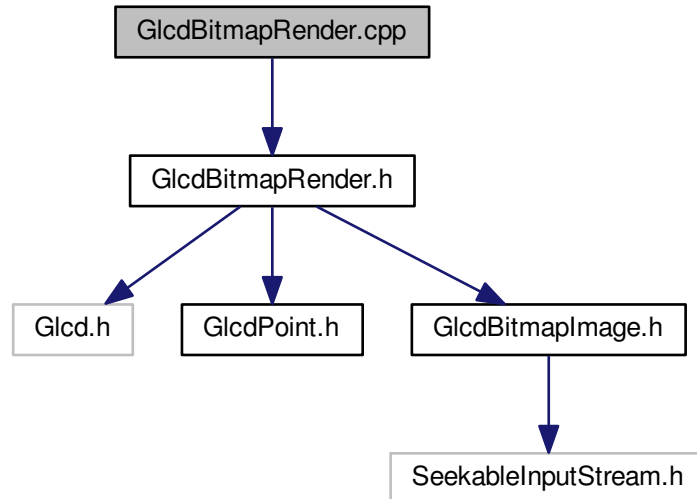 GlcdBitmapRender.cpp
GlcdBitmapRender.h
Glcd.h
GlcdPoint.h
GlcdBitmapImage.h
SeekableInputStream.h